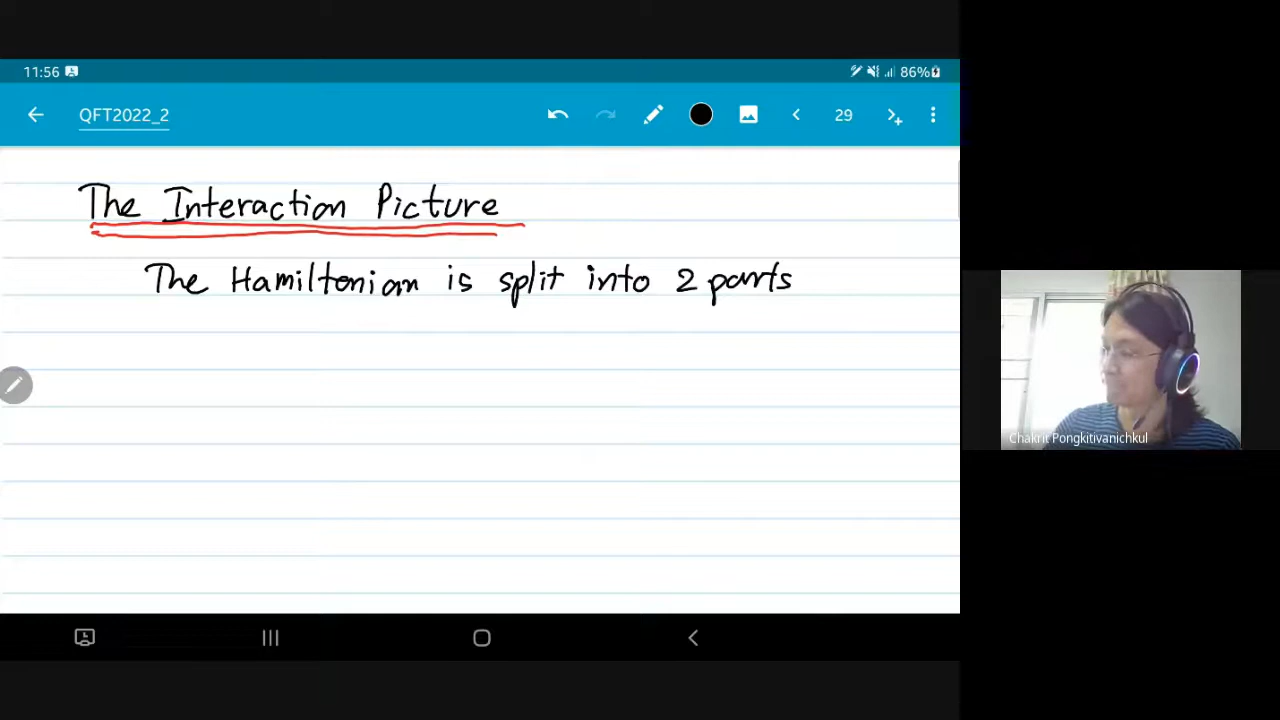 11:56
86%
QFT2022_2
29
The Interaction Picture
The Hamiltonian is split into 2 parts
Chakrit Pongkitivanichkul